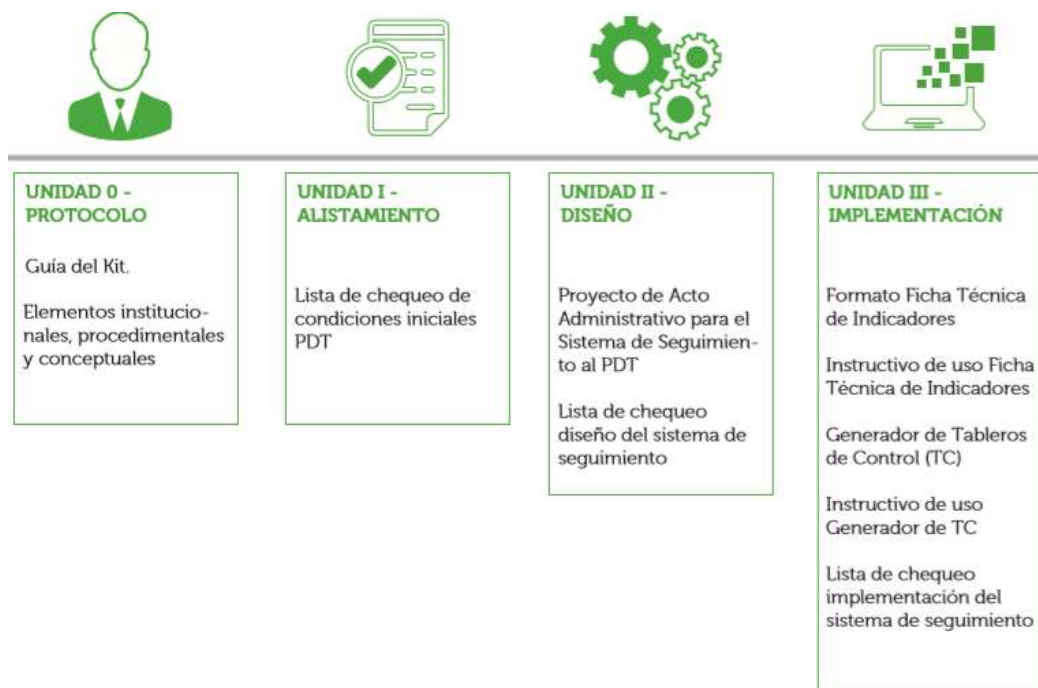 UNIDAD 0 -
PROTOCOLO
Guía del Kit.
Elementos institucio-
nales, procedimentales
y conceptuales
UNIDAD I -
ALISTAMIENTO
Lista de chequeo de
condiciones iniciales
PDT
UNIDAD II -
DISEÑO
Proyecto de Acto
Administrativo para el
Sistema de Seguimien-
to al PDT
Lista de chequeo
diseño del sistema de
seguimiento
UNIDAD III -
IMPLEMENTACIÓN
Formato Ficha Técnica
de Indicadores
Instructivo de uso Ficha
Técnica de Indicadores
Generador de Tableros
de Control (TC)
Instructivo de uso
Generador de TC
Lista de chequeo
implementación del
sistema de seguimiento